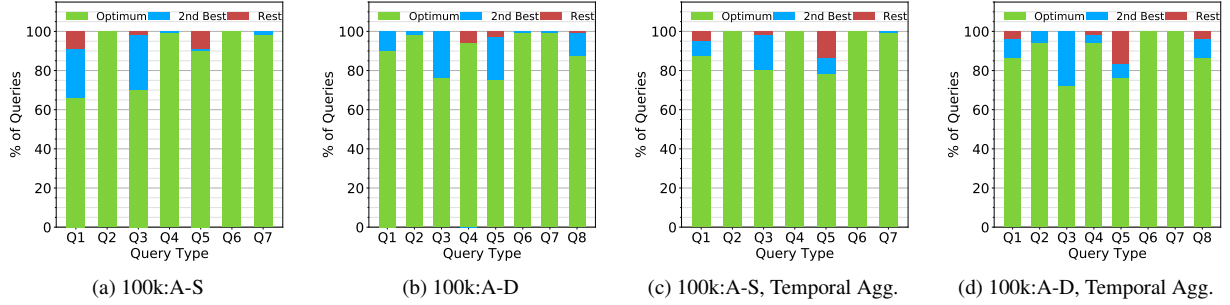 Optimum 2nd Best Rest
100
80
60
40
20
0
% of Queries
Q1 Q2 Q3 Q4 Q5 Q6 Q7
Query Type
(a) 100k:A-S
Optimum 2nd Best Rest
100
80
60
40
20
0
% of Queries
Q1 Q2 Q3 Q4 Q5 Q6 Q7 Q8
Query Type
(b) 100k:A-D
Optimum 2nd Best Rest
100
80
60
40
20
0
% of Queries
Q1 Q2 Q3 Q4 Q5 Q6 Q7
Query Type
(c) 100k:A-S, Temporal Agg.
Optimum 2nd Best Rest
100
80
60
40
20
0
% of Queries
Q1 Q2 Q3 Q4 Q5 Q6 Q7 Q8
Query Type
(d) 100k:A-D, Temporal Agg.